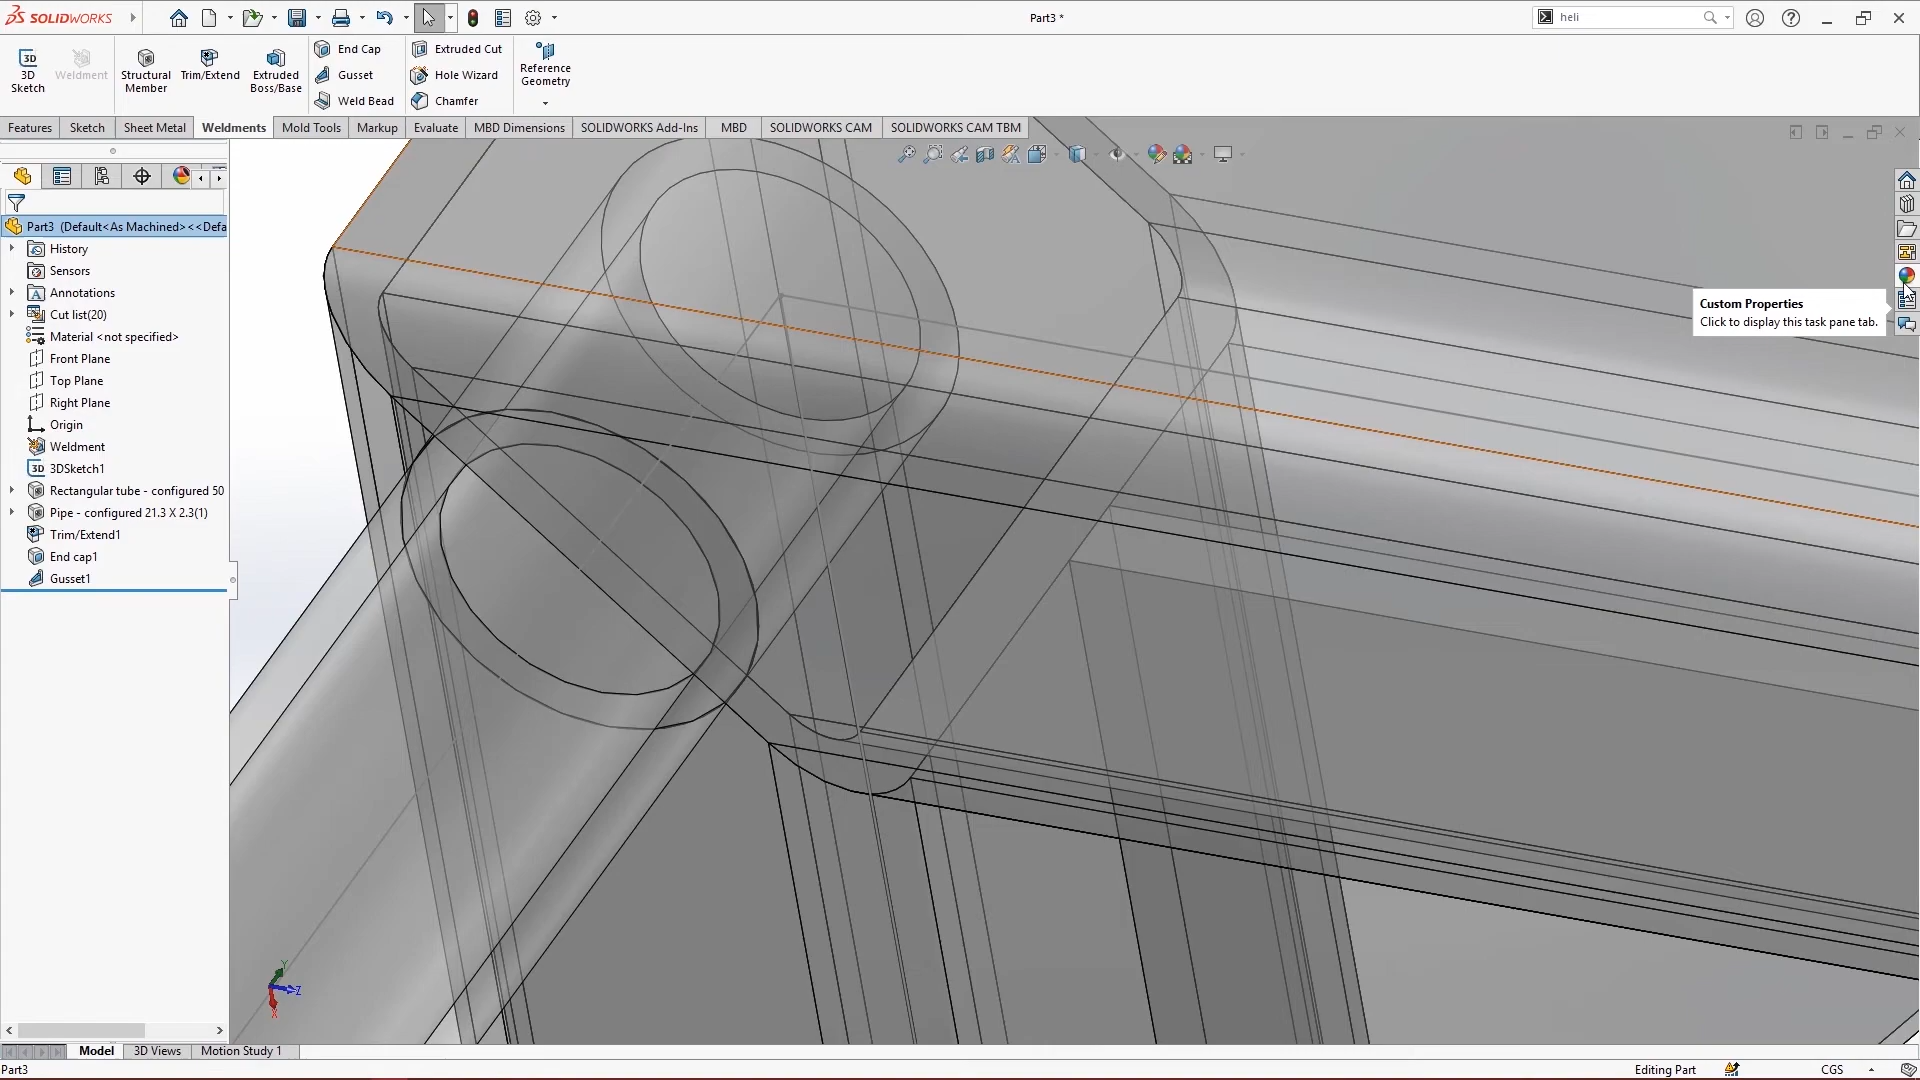 SOLIDWORKS
Part3 *
heli
3D
3D
Sketch
Weldment
Structural
Member
Trim/Extend
Extruded
Boss/Base
End Cap
Gusset
Weld Bead
Extruded Cut
Hole Wizard
Chamfer
Reference
Geometry
Features
Sketch
Sheet Metal
Weldments
Mold Tools
Markup
Evaluate
MBD Dimensions
SOLIDWORKS Add-Ins
MBD
SOLIDWORKS CAM
SOLIDWORKS CAM TBM
Part3 (Default<As Machined><<Defa
History
Sensors
Annotations
Cut list(20)
Material <not specified>
Front Plane
Top Plane
Right Plane
Origin
Weldment
3D 3DSketch1
Rectangular tube - configured 50
Pipe - configured 21.3 X 2.3(1)
Trim/Extend1
End cap1
Gusset1
Custom Properties
Click to display this task pane tab.
Y
Z
X
Model
3D Views
Motion Study 1
Part3
Editing Part
CGS